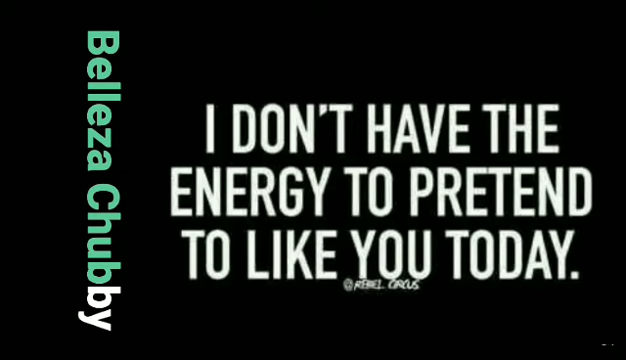 Belleza Chubby
I DON'T HAVE THE
ENERGY TO PRETEND
TO LIKE YOU TODAY.
@REBEL CIRCUS